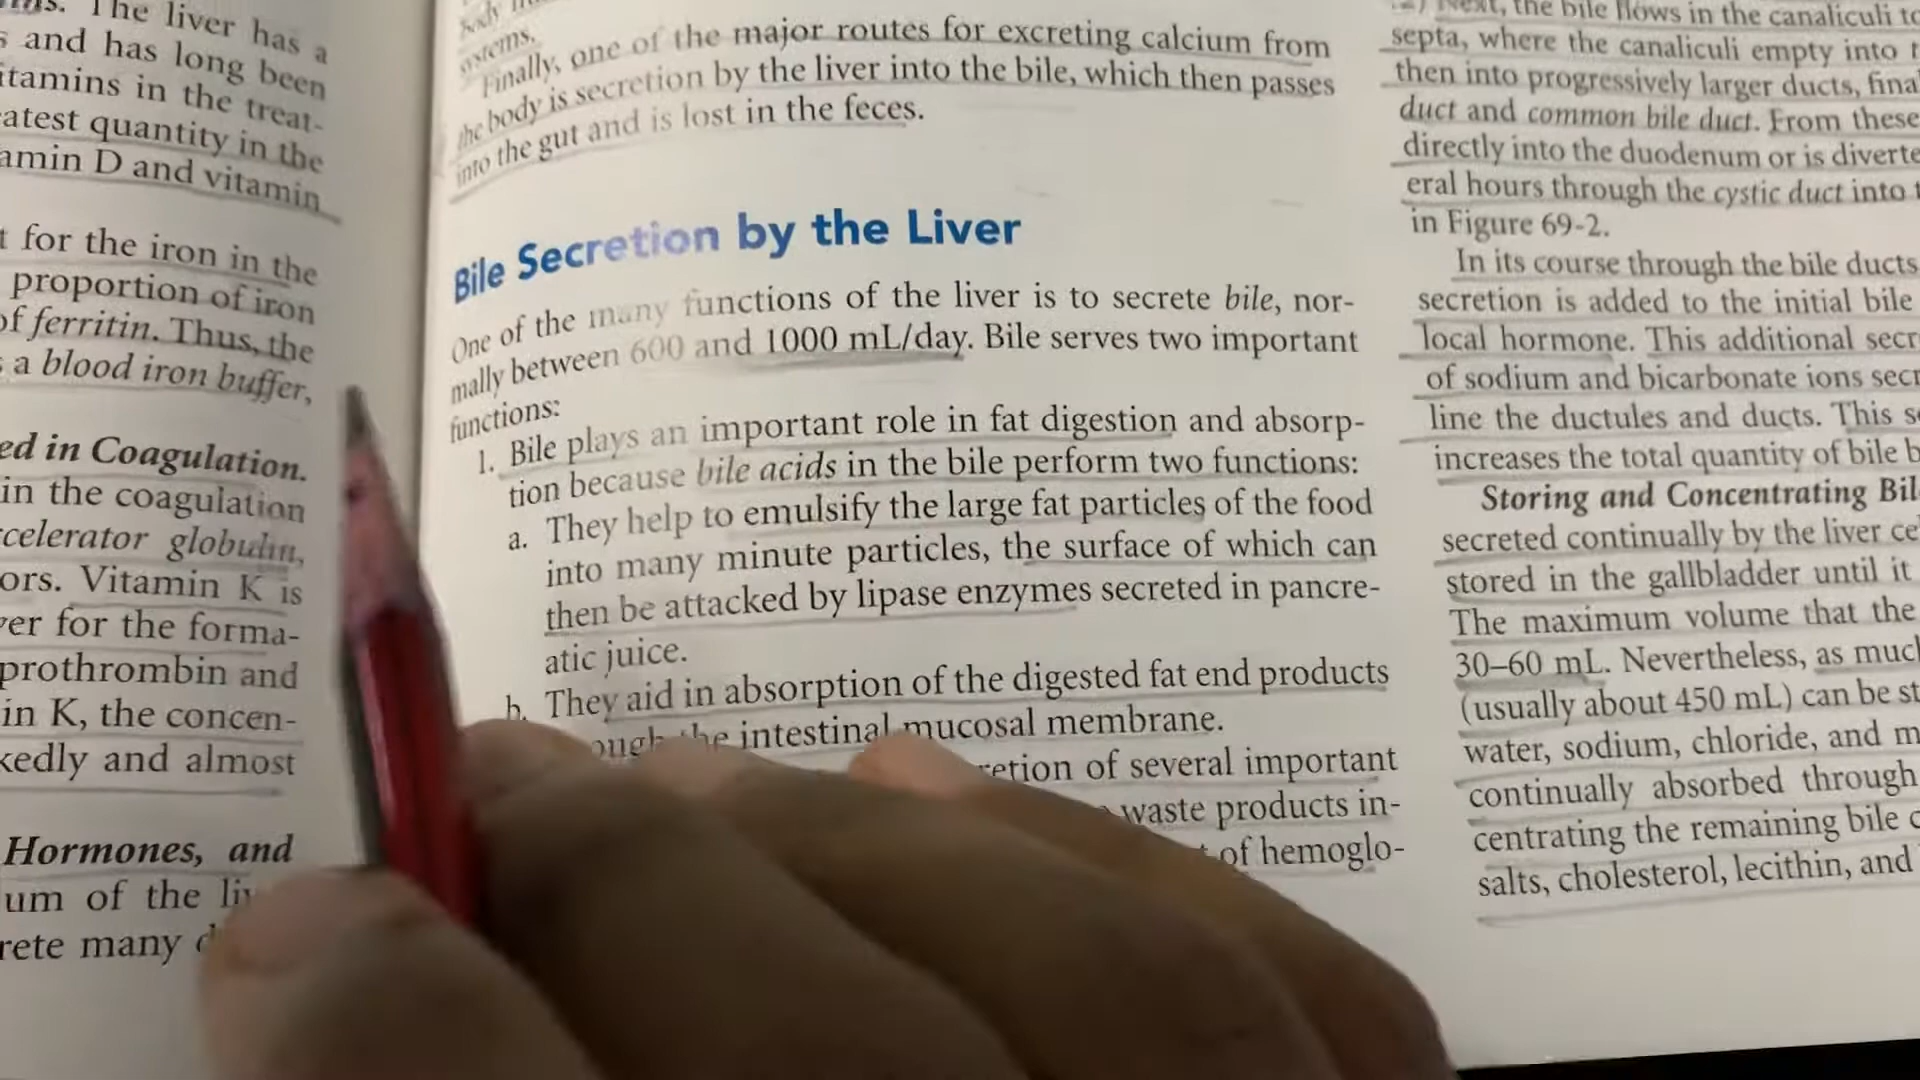 The liver has a
and has long been
itamins in the treat-
atest quantity in the
amin D and vitamin
t for the iron in the
proportion of iron
of ferritin. Thus, the
a blood iron buffer,
ed in Coagulation.
in the coagulation
celerator globulin,
ors. Vitamin K is
er for the forma-
prothrombin and
in K, the concen-
kedly and almost
Hormones, and
um of the liv
rete many d
body
systems.
Finally, one of the major routes for excreting calcium from
the body is secretion by the liver into the bile, which then passes
into the gut and is lost in the feces.
Bile Secretion by the Liver
One of the many functions of the liver is to secrete bile, nor-
mally between 600 and 1000 mL/day. Bile serves two important
functions:
1. Bile plays an important role in fat digestion and absorp-
tion because bile acids in the bile perform two functions:
a. They help to emulsify the large fat particles of the food
into many minute particles, the surface of which can
then be attacked by lipase enzymes secreted in pancre-
atic juice.
b. They aid in absorption of the digested fat end products
ough the intestinal mucosal membrane.
retion of several important
waste products in-
of hemoglo-
Next, the bile flows in the canaliculi to
septa, where the canaliculi empty into
then into progressively larger ducts, fina
duct and common bile duct. From these
directly into the duodenum or is diverte
eral hours through the cystic duct into t
in Figure 69-2.
In its course through the bile ducts
secretion is added to the initial bile
local hormone. This additional secr
of sodium and bicarbonate ions secr
line the ductules and ducts. This se
increases the total quantity of bile b
Storing and Concentrating Bil
secreted continually by the liver ce
stored in the gallbladder until it
The maximum volume that the
30–60 mL. Nevertheless, as much
(usually about 450 mL) can be st
water, sodium, chloride, and m
continually absorbed through
centrating the remaining bile c
salts, cholesterol, lecithin, and